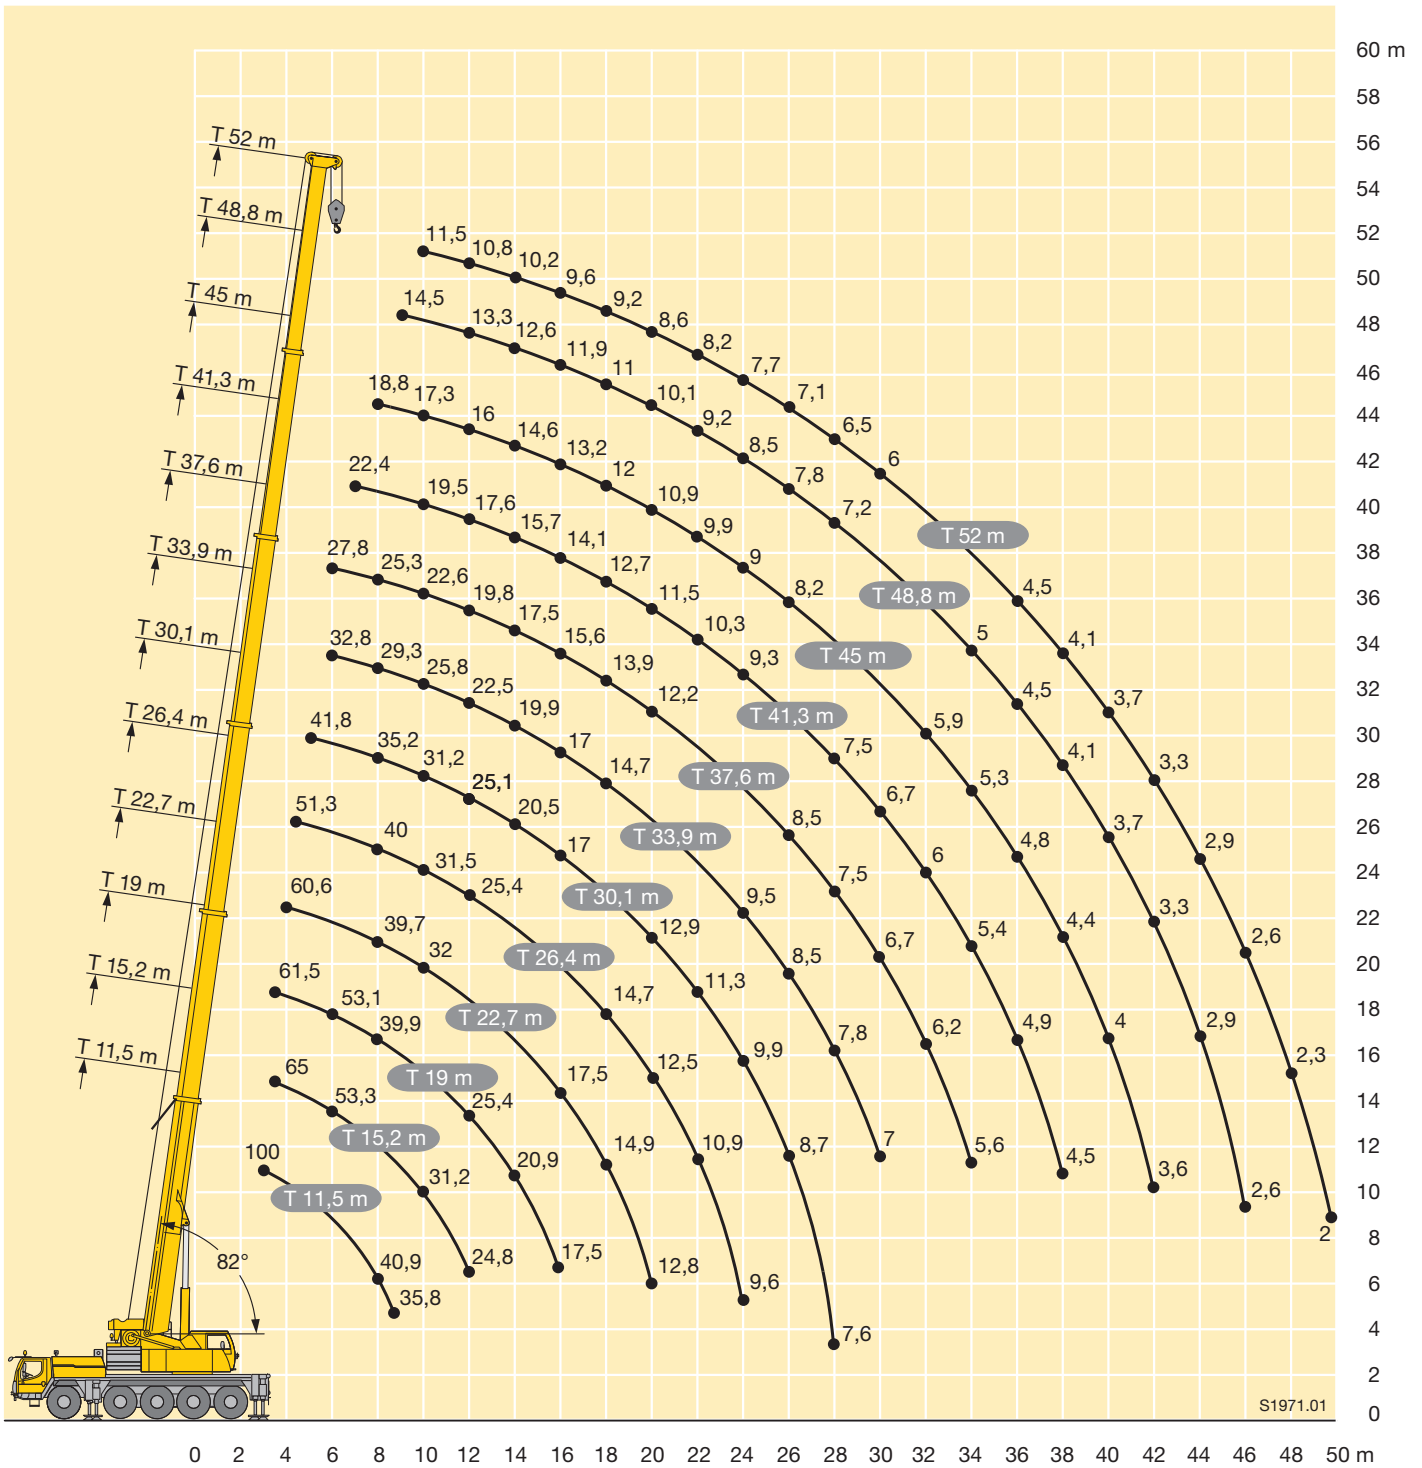 60 m
58
56
54
52
50
48
46
44
42
40
38
36
34
32
30
28
26
24
22
20
18
16
14
12
10
8
6
4
2
0
T 52 m
T 48,8 m
T 45 m
T 41,3 m
T 37,6 m
T 33,9 m
T 30,1 m
T 26,4 m
T 22,7 m
T 19 m
T 15,2 m
T 11,5 m
82°
11,5 10,8 10,2 9,6 9,2 8,6 8,2 7,7 7,1 6,5 6 4,5 4,1 3,7 3,3 2,9 2,6 2,3 2
T 52 m
14,5 13,3 12,6 11,9 11 10,1 9,2 8,5 7,8 7,2 5 4,5 4,1 3,7 3,3 2,9 2,6
T 48,8 m
18,8 17,3 16 14,6 13,2 12 10,9 9,9 9 8,2 5,9 5,3 4,8 4,4 4 3,6
T 45 m
22,4 19,5 17,6 15,7 14,1 12,7 11,5 10,3 9,3 7,5 6,7 6 5,4 4,9 4,5
T 41,3 m
27,8 25,3 22,6 19,8 17,5 15,6 13,9 12,2 8,5 7,5 6,7 6,2 5,6
T 37,6 m
32,8 29,3 25,8 22,5 19,9 17 14,7 9,5 8,5 7,8 7
T 33,9 m
41,8 35,2 31,2 25,1 20,5 17 12,9 11,3 9,9 8,7 7,6
T 30,1 m
51,3 40 31,5 25,4 14,7 12,5 10,9 9,6
T 26,4 m
60,6 39,7 32 17,5 14,9 12,8
T 22,7 m
61,5 53,1 39,9 25,4 20,9 17,5
T 19 m
65 53,3 31,2 24,8
T 15,2 m
100 40,9 35,8
T 11,5 m
S1971.01
0 2 4 6 8 10 12 14 16 18 20 22 24 26 28 30 32 34 36 38 40 42 44 46 48 50 m